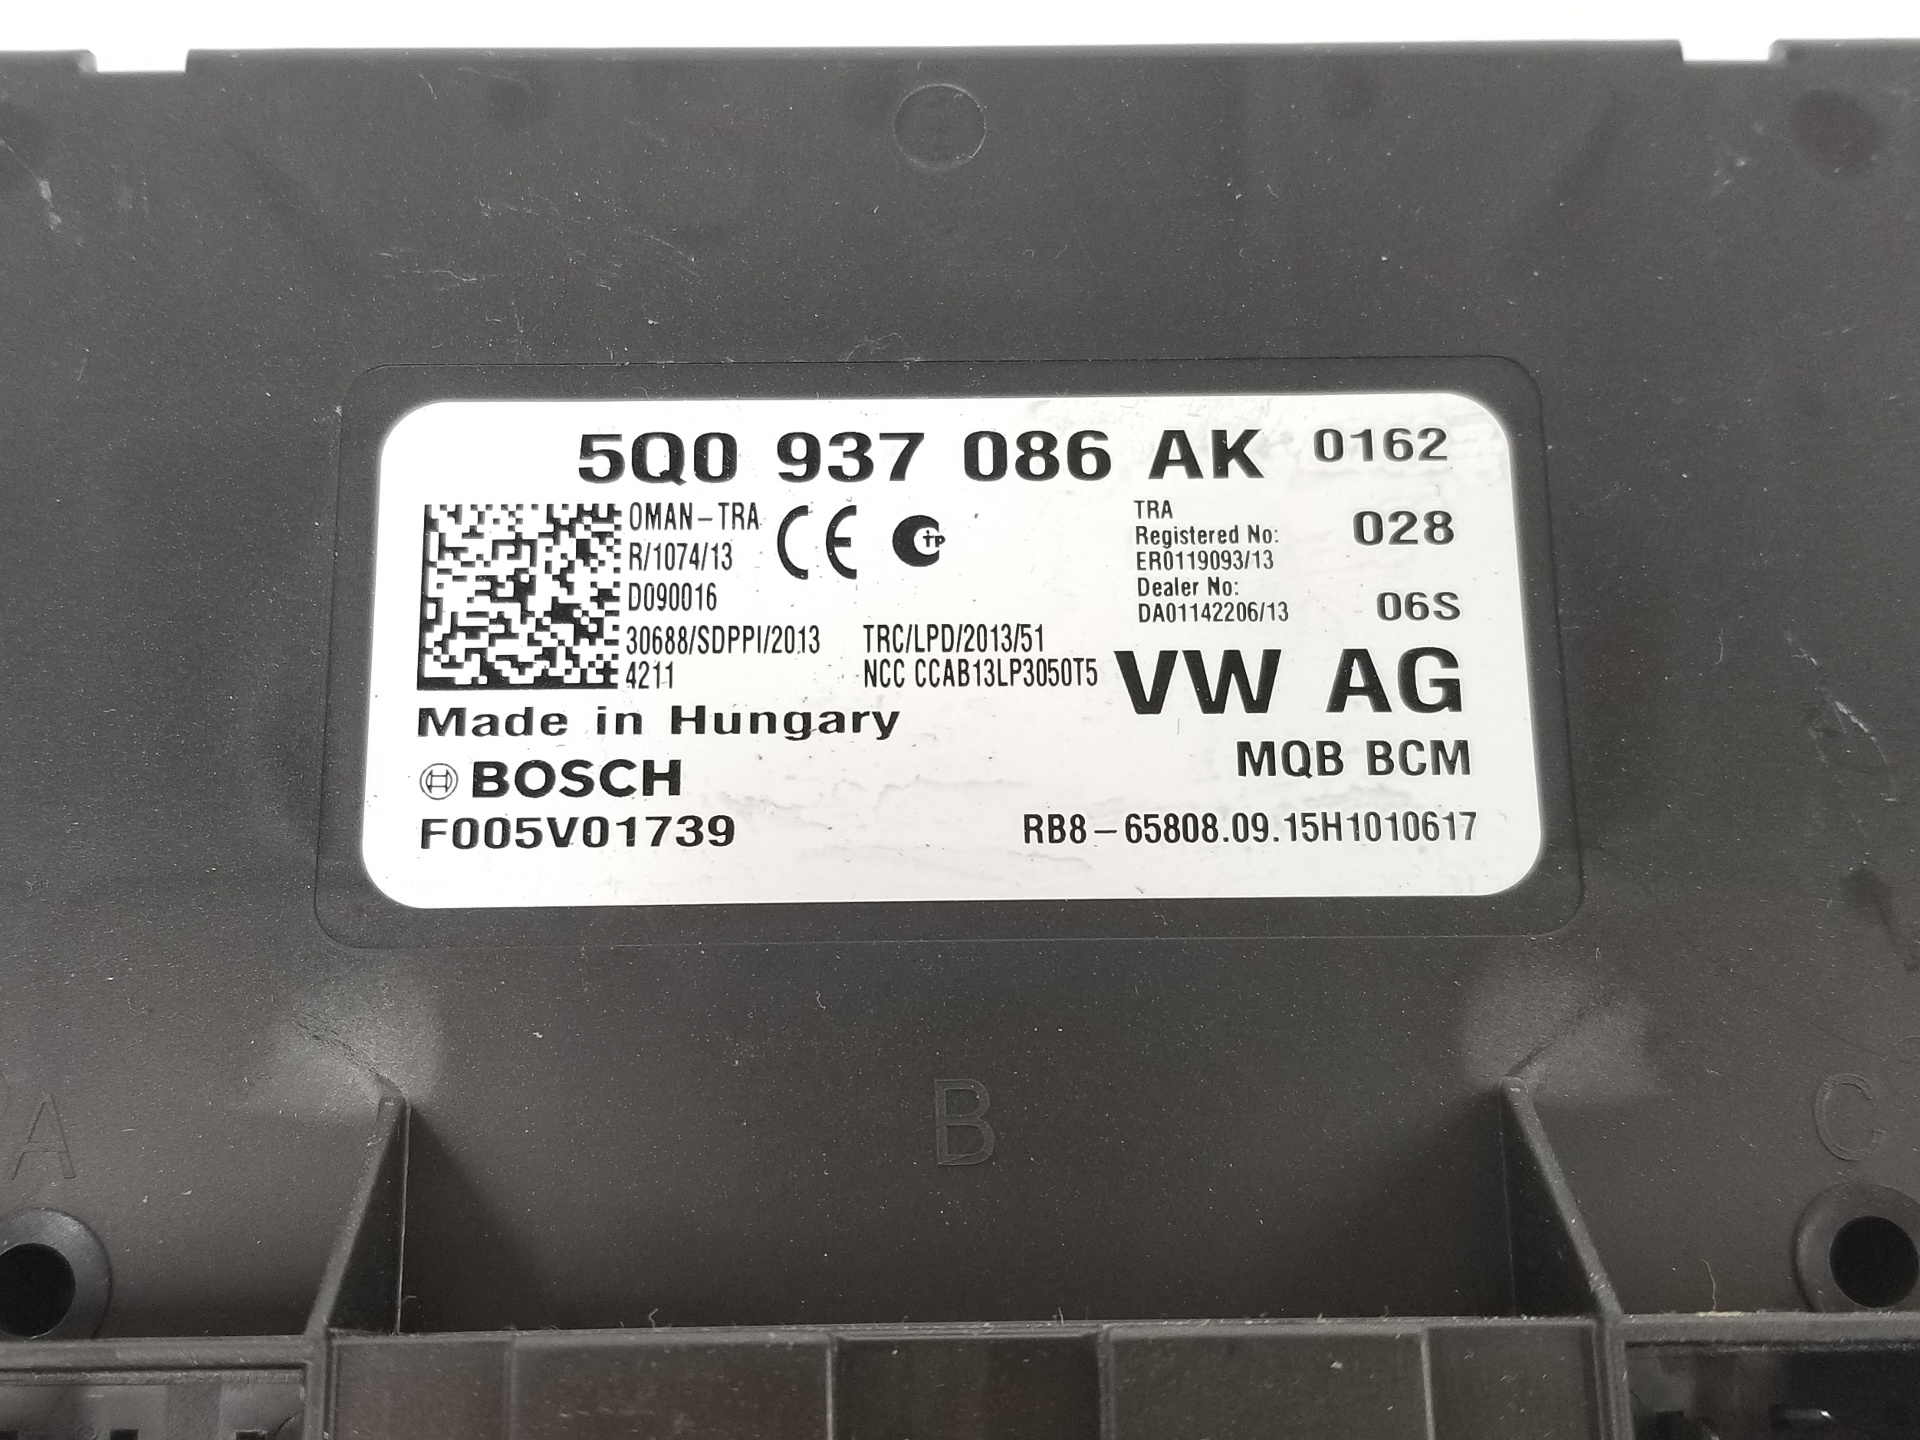 5Q0 937 086 AK 0162
OMAN-TRA
R/1074/13
D090016
30688/SDPPI/2013
4211
CE
TP
TRC/LPD/2013/51
NCC CCAB13LP3050T5
TRA
Registered No:
ER0119093/13
Dealer No:
DA01142206/13
028
06S
VW AG
MQB BCM
Made in Hungary
BOSCH
F005V01739
RB8-65808.09.15H1010617
A
B
C